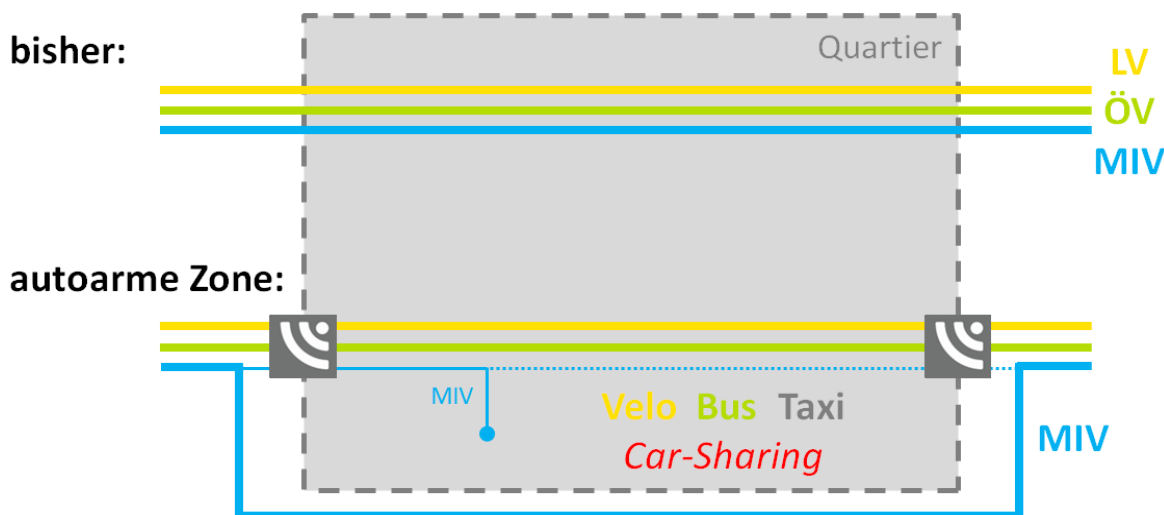 bisher:
Quartier
LV
ÖV
MIV
autoarme Zone:
MIV
Velo Bus Taxi
Car-Sharing
MIV